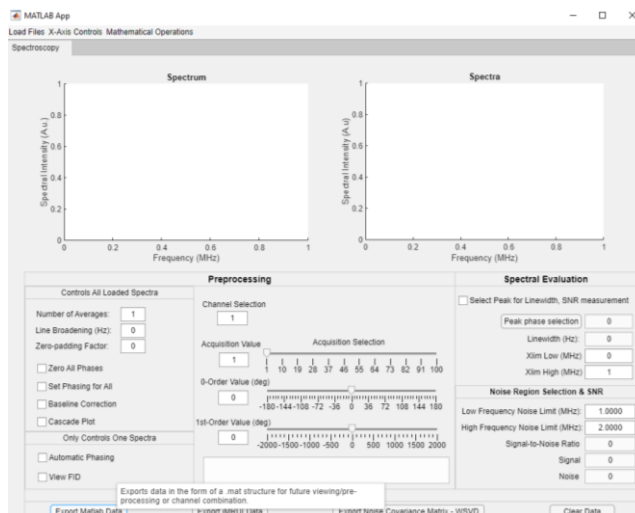 MATLAB App
Load Files X-Axis Controls Mathematical Operations
Spectroscopy
Spectrum
1
0.8
0.6
0.4
0.2
0
Spectral Intensity (A.u.)
0 0.2 0.4 0.6 0.8 1
Frequency (MHz)
Spectra
1
0.8
0.6
0.4
0.2
0
Spectral Intensity (A.u)
0 0.2 0.4 0.6 0.8 1
Frequency (MHz)
Preprocessing
Controls All Loaded Spectra
Number of Averages: 1
Line Broadening (Hz): 0
Zero-padding Factor: 0
Zero All Phases
Set Phasing for All
Baseline Correction
Cascade Plot
Only Controls One Spectra
Automatic Phasing
View FID
Channel Selection
1
Acquisition Value Acquisition Selection
1
1 10 19 28 37 46 55 64 73 82 91 100
0-Order Value (deg)
0
-180 -144 -108 -72 -36 0 36 72 108 144 180
1st-Order Value (deg)
0
-2000 -1500 -1000 -500 0 500 1000 1500 2000
Spectral Evaluation
Select Peak for Linewidth, SNR measurement
Peak phase selection 0
Linewidth (Hz): 0
Xlim Low (MHz) 0
Xlim High (MHz) 1
Noise Region Selection & SNR
Low Frequency Noise Limit (MHz): 1.0000
High Frequency Noise Limit (MHz): 2.0000
Signal-to-Noise Ratio 0
Signal 0
Noise 0
Exports data in the form of a .mat structure for future viewing/pre-
processing or channel combination.
Export Matlab Data Export jMRUI Data Export Noise Covariance Matrix - WSVD Clear Data